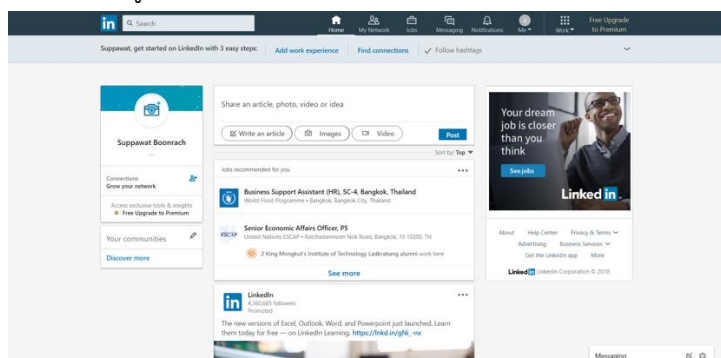 in Search
Home My Network Jobs Messaging Notifications Me Work Free Upgrade to Premium
Suppawat, get started on LinkedIn with 3 easy steps: Add work experience Find connections Follow hashtags
Suppawat Boonrach
Connections
Grow your network
Access exclusive tools & insights
Free Upgrade to Premium
Your communities
Discover more
Share an article, photo, video or idea
Write an article Images Video Post
Sort by: Top
Jobs recommended for you
Business Support Assistant (HR), SC-4, Bangkok, Thailand
World Food Programme • Bangkok, Bangkok City, Thailand
ESCAP
Senior Economic Affairs Officer, P5
United Nations ESCAP • Ratchadamnoen Nok Road, Bangkok, 10 10200, TH
2 King Mongkut's Institute of Technology Ladkrabang alumni work here
See more
in
LinkedIn
4,360,685 followers
Promoted
The new versions of Excel, Outlook, Word, and Powerpoint just launched. Learn
them today for free — on LinkedIn Learning. https://lnkd.in/gNi_-nx
Your dream
job is closer
than you
think
See jobs
Linked in
About Help Center Privacy & Terms
Advertising Business Services
Get the LinkedIn app More
Linked in LinkedIn Corporation © 2018
Messaging